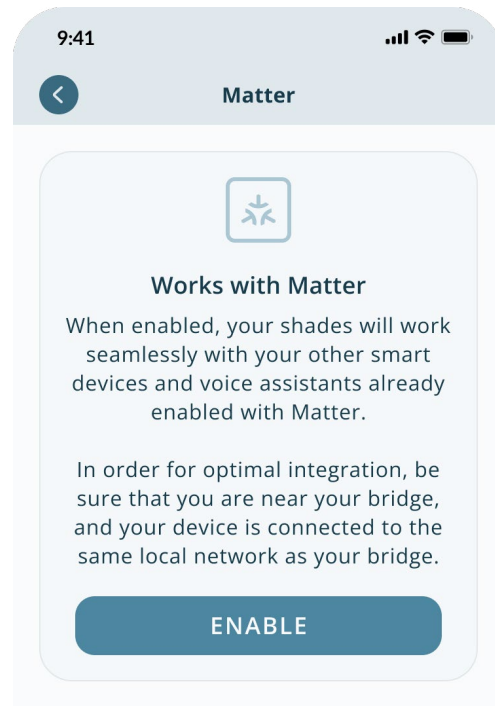 9:41
Matter
Works with Matter
When enabled, your shades will work
seamlessly with your other smart
devices and voice assistants already
enabled with Matter.
In order for optimal integration, be
sure that you are near your bridge,
and your device is connected to the
same local network as your bridge.
ENABLE